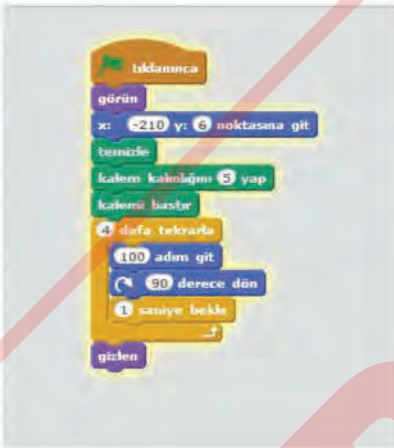 tıklanınca
görün
x: -210 y: 6 noktasına git
temizle
kalem kalınlığını 5 yap
kalemi bastır
4 defa tekrarla
100 adım git
90 derece dön
1 saniye bekle
gizlen